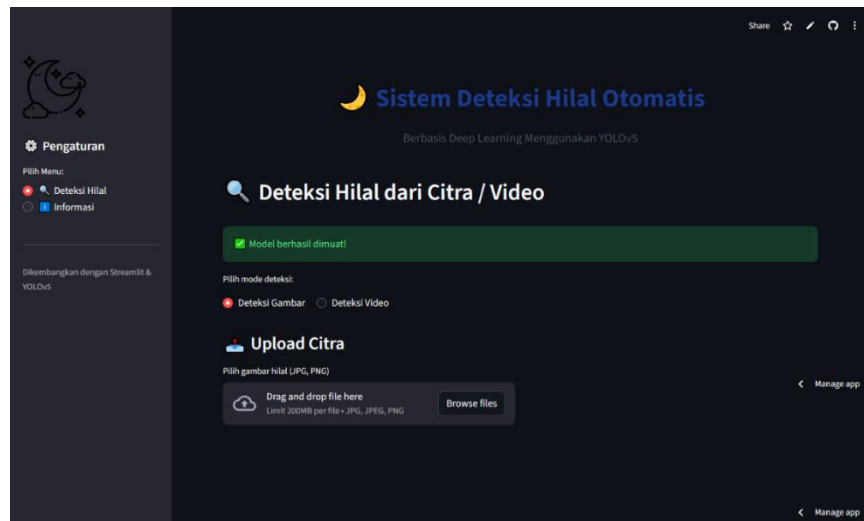 Share
Sistem Deteksi Hilal Otomatis
Berbasis Deep Learning Menggunakan YOLOv5
Pengaturan
Pilih Menu:
Deteksi Hilal
Informasi
Dikembangkan dengan Streamlit &
YOLOv5
Deteksi Hilal dari Citra / Video
Model berhasil dimuat!
Pilih mode deteksi:
Deteksi Gambar
Deteksi Video
Upload Citra
Pilih gambar hilal (JPG, PNG)
Drag and drop file here
Limit 200MB per file • JPG, JPEG, PNG
Browse files
< Manage app
< Manage app